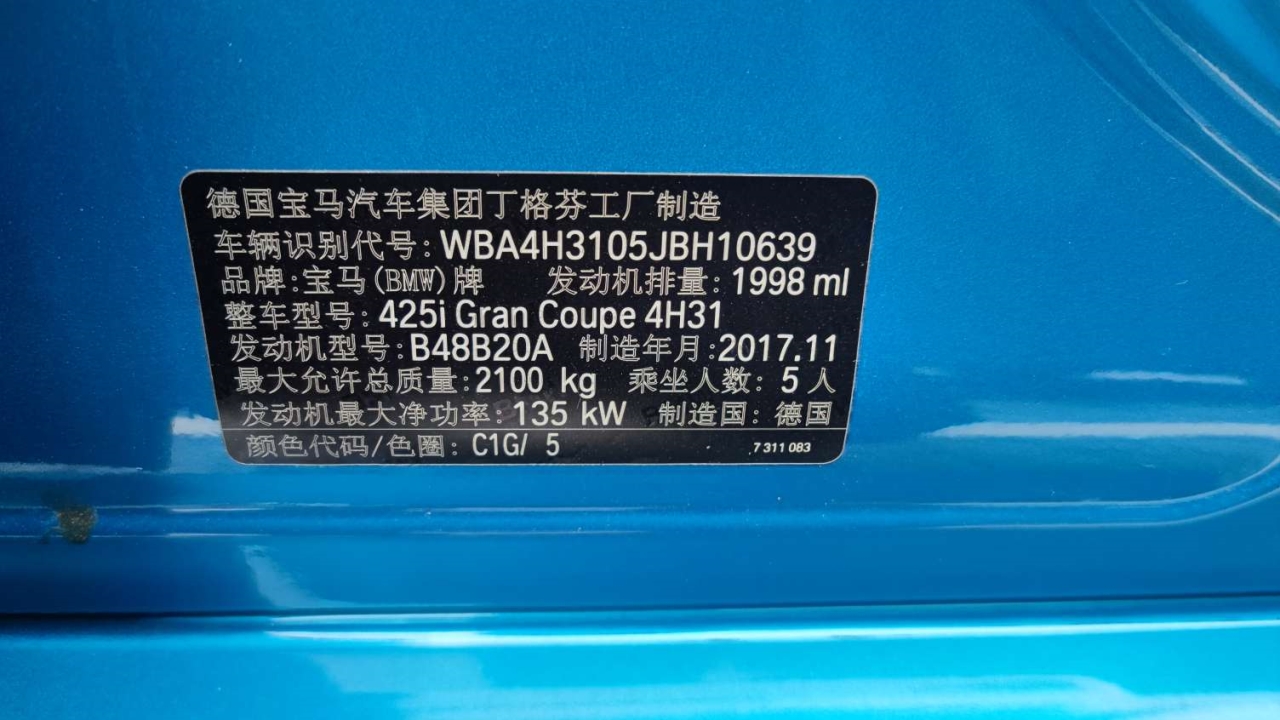 德国宝马汽车集团丁格芬工厂制造
车辆识别代号: WBA4H3105JBH10639
品牌: 宝马(BMW)牌 发动机排量: 1998 ml
整车型号: 425i Gran Coupe 4H31
发动机型号: B48B20A 制造年月: 2017.11
最大允许总质量: 2100 kg 乘坐人数: 5 人
发动机最大净功率: 135 kW 制造国: 德国
颜色代码/色圈: C1G/ 5 7 311 083